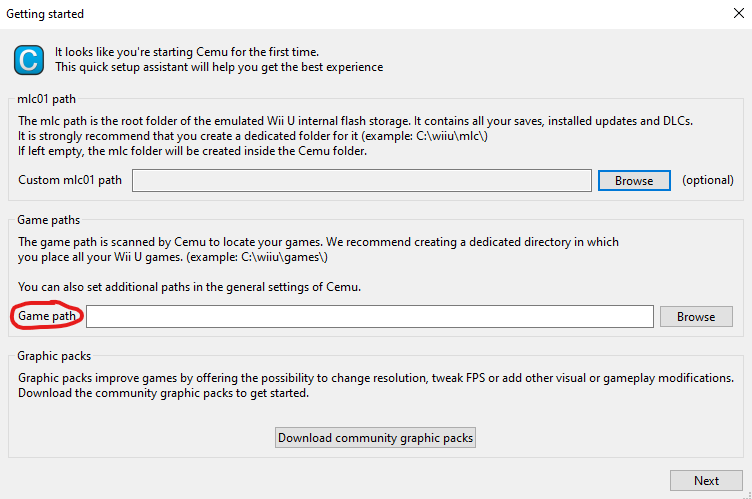 Getting started
C
It looks like you're starting Cemu for the first time.
This quick setup assistant will help you get the best experience
mlc01 path
The mlc path is the root folder of the emulated Wii U internal flash storage. It contains all your saves, installed updates and DLCs.
It is strongly recommend that you create a dedicated folder for it (example: C:\wiiu\mlc\)
If left empty, the mlc folder will be created inside the Cemu folder.
Custom mlc01 path Browse (optional)
Game paths
The game path is scanned by Cemu to locate your games. We recommend creating a dedicated directory in which
you place all your Wii U games. (example: C:\wiiu\games\)
You can also set additional paths in the general settings of Cemu.
Game path Browse
Graphic packs
Graphic packs improve games by offering the possibility to change resolution, tweak FPS or add other visual or gameplay modifications.
Download the community graphic packs to get started.
Download community graphic packs
Next